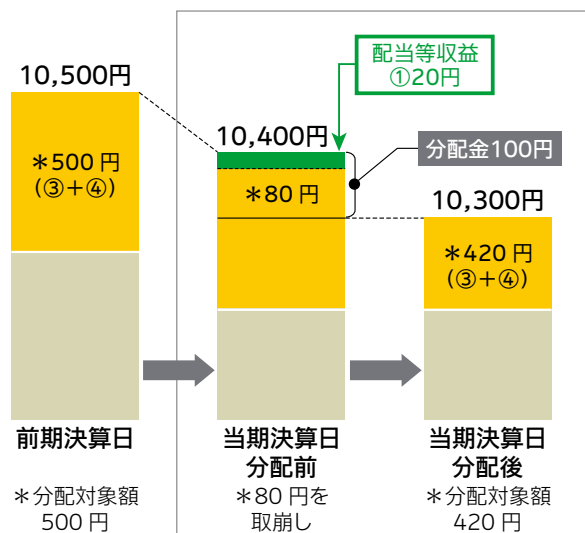 10,500円
＊500 円
(③＋④)
前期決算日
＊分配対象額
500 円
配当等収益
①20円
10,400円
分配金100円
＊80 円
当期決算日
分配前
＊80 円を
取崩し
10,300円
＊420 円
(③＋④)
当期決算日
分配後
＊分配対象額
420 円